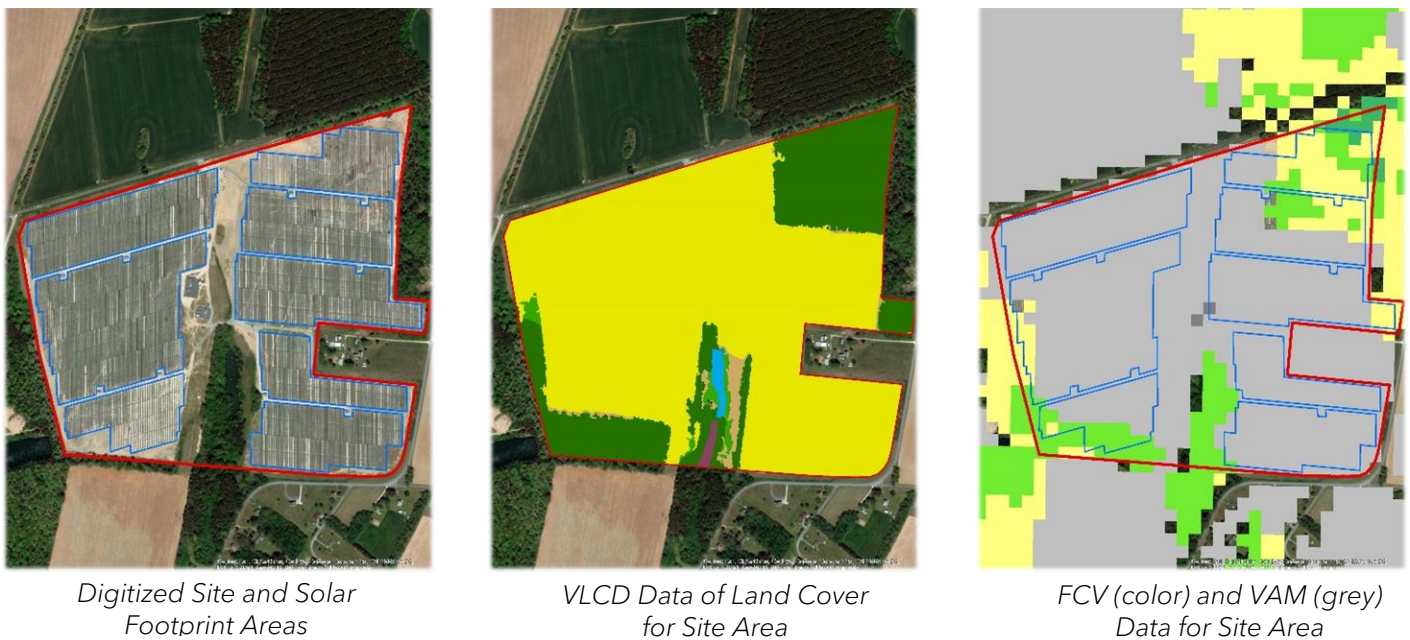 Digitized Site and Solar
Footprint Areas
VLCD Data of Land Cover
for Site Area
FCV (color) and VAM (grey)
Data for Site Area